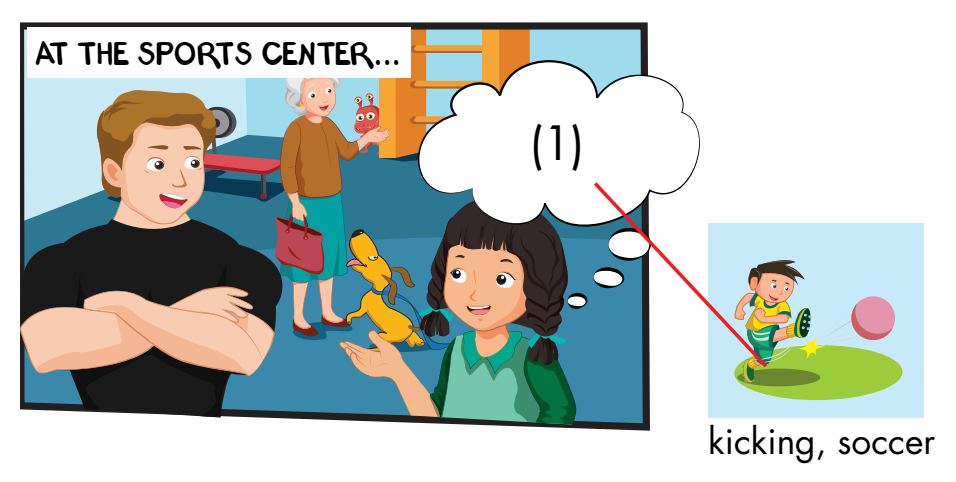 AT THE SPORTS CENTER...
(1)
kicking, soccer